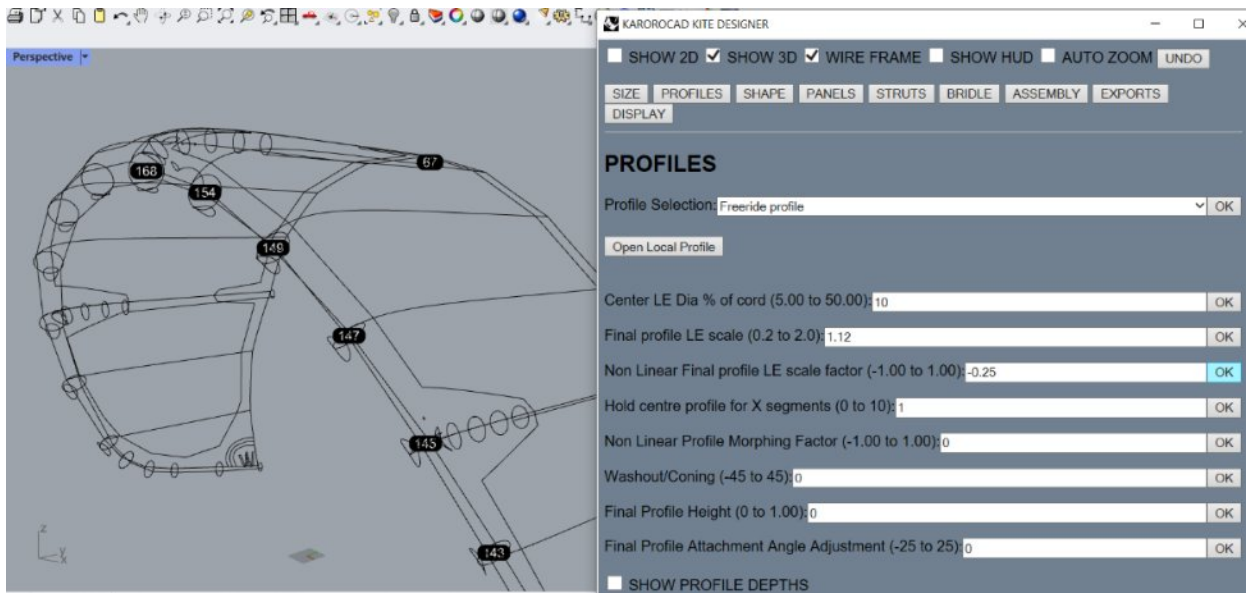 KAROROCAD KITE DESIGNER
Perspective
SHOW 2D SHOW 3D WIRE FRAME SHOW HUD AUTO ZOOM UNDO
SIZE PROFILES SHAPE PANELS STRUTS BRIDLE ASSEMBLY EXPORTS
DISPLAY
PROFILES
Profile Selection: Freeride profile OK
Open Local Profile
Center LE Dia % of cord (5.00 to 50.00): 10 OK
Final profile LE scale (0.2 to 2.0): 1.12 OK
Non Linear Final profile LE scale factor (-1.00 to 1.00): -0.25 OK
Hold centre profile for X segments (0 to 10): 1 OK
Non Linear Profile Morphing Factor (-1.00 to 1.00): 0 OK
Washout/Coning (-45 to 45): 0 OK
Final Profile Height (0 to 1.00): 0 OK
Final Profile Attachment Angle Adjustment (-25 to 25): 0 OK
SHOW PROFILE DEPTHS
67
168
154
149
147
145
143
W
z
y
x